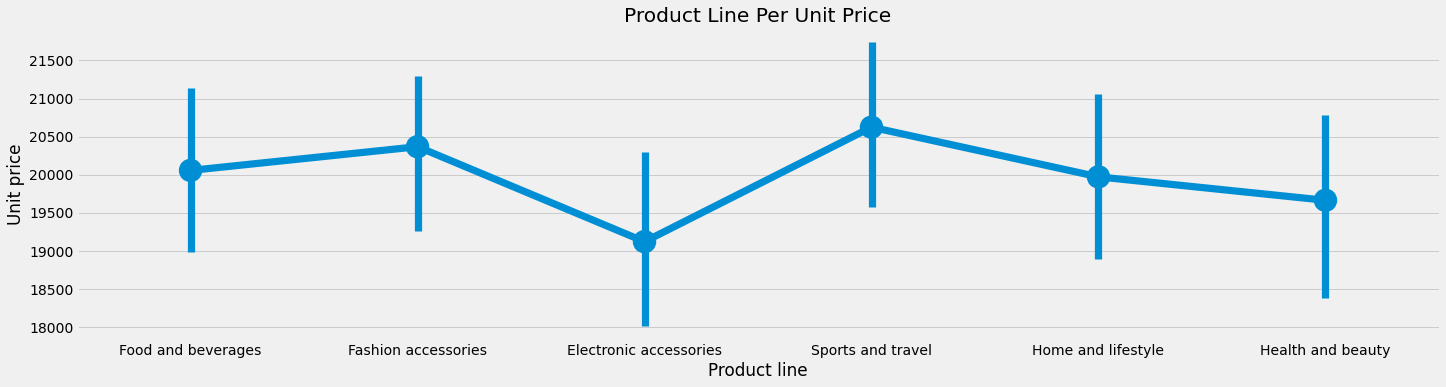 Product Line Per Unit Price
Unit price
21500
21000
20500
20000
19500
19000
18500
18000
Food and beverages
Fashion accessories
Electronic accessories
Sports and travel
Home and lifestyle
Health and beauty
Product line